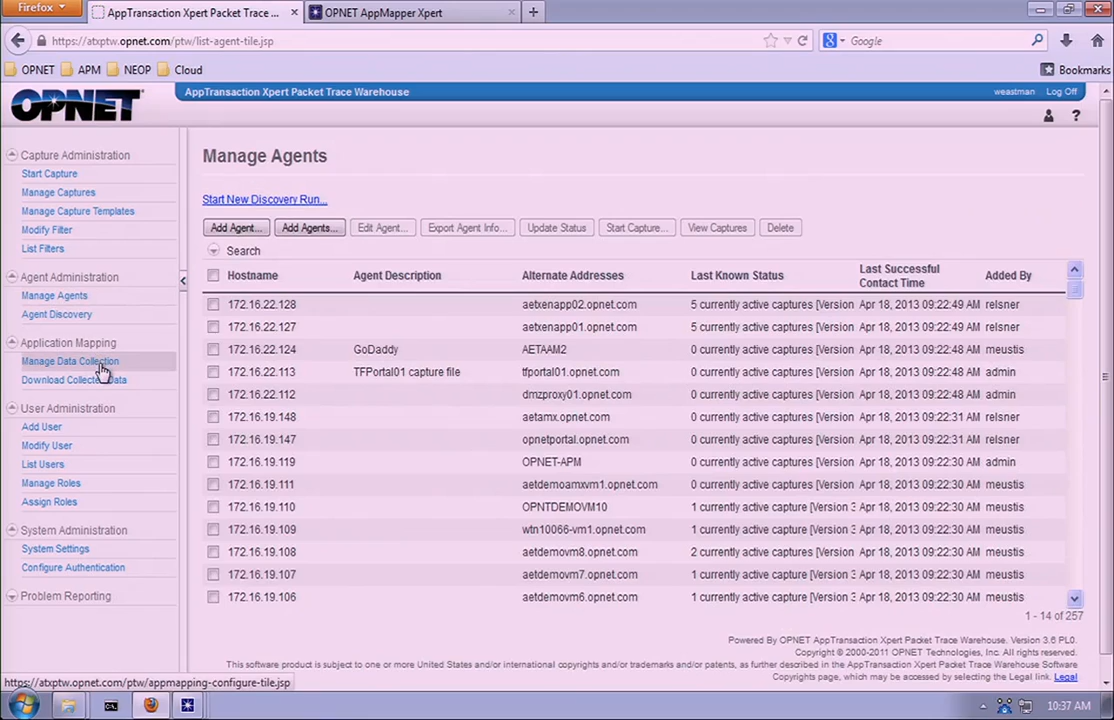 Firefox
AppTransaction Xpert Packet Trace ...
OPNET AppMapper Xpert
https://atxptw.opnet.com/ptw/list-agent-tile.jsp
Google
OPNET APM NEOP Cloud
Bookmarks
OPNET
AppTransaction Xpert Packet Trace Warehouse
weastman Log Off
?
Capture Administration
Start Capture
Manage Captures
Manage Capture Templates
Modify Filter
List Filters
Agent Administration
Manage Agents
Agent Discovery
Application Mapping
Manage Data Collection
Download Collected Data
User Administration
Add User
Modify User
List Users
Manage Roles
Assign Roles
System Administration
System Settings
Configure Authentication
Problem Reporting
Manage Agents
Start New Discovery Run...
Add Agent... Add Agents... Edit Agent... Export Agent Info... Update Status Start Capture... View Captures Delete
Search
Hostname Agent Description Alternate Addresses Last Known Status Last Successful Contact Time Added By
172.16.22.128 aetxenapp02.opnet.com 5 currently active captures [Version Apr 18, 2013 09:22:49 AM relsner
172.16.22.127 aetxenapp01.opnet.com 5 currently active captures [Version Apr 18, 2013 09:22:49 AM relsner
172.16.22.124 GoDaddy AETAAM2 0 currently active captures [Version Apr 18, 2013 09:22:48 AM meustis
172.16.22.113 TFPortal01 capture file tfportal01.opnet.com 0 currently active captures [Version Apr 18, 2013 09:22:48 AM admin
172.16.22.112 dmzproxy01.opnet.com 0 currently active captures [Version Apr 18, 2013 09:22:48 AM admin
172.16.19.148 aetamx.opnet.com 0 currently active captures [Version Apr 18, 2013 09:22:31 AM relsner
172.16.19.147 opnetportal.opnet.com 0 currently active captures [Version Apr 18, 2013 09:22:31 AM relsner
172.16.19.119 OPNET-APM 0 currently active captures [Version Apr 18, 2013 09:22:30 AM admin
172.16.19.111 aetdemoamxvm1.opnet.com 0 currently active captures [Version Apr 18, 2013 09:22:30 AM meustis
172.16.19.110 OPNTDEMOVM10 1 currently active capture [Version 3 Apr 18, 2013 09:22:30 AM meustis
172.16.19.109 wtn10066-vm1.opnet.com 1 currently active capture [Version 3 Apr 18, 2013 09:22:30 AM meustis
172.16.19.108 aetdemovm8.opnet.com 2 currently active captures [Version Apr 18, 2013 09:22:30 AM meustis
172.16.19.107 aetdemovm7.opnet.com 1 currently active capture [Version 3 Apr 18, 2013 09:22:30 AM meustis
172.16.19.106 aetdemovm6.opnet.com 1 currently active capture [Version 3 Apr 18, 2013 09:22:30 AM meustis
1 - 14 of 257
Powered By OPNET AppTransaction Xpert Packet Trace Warehouse. Version 3.6 PL0.
Copyright © 2000-2011 OPNET Technologies, Inc. All rights reserved.
This software product is subject to one or more United States and/or international copyrights and/or trademarks and/or patents, as further described in the AppTransaction Xpert Packet Trace Warehouse Software
Copyrights page, which may be accessed by selecting the Legal link. Legal
https://atxptw.opnet.com/ptw/appmapping-configure-tile.jsp
10:37 AM